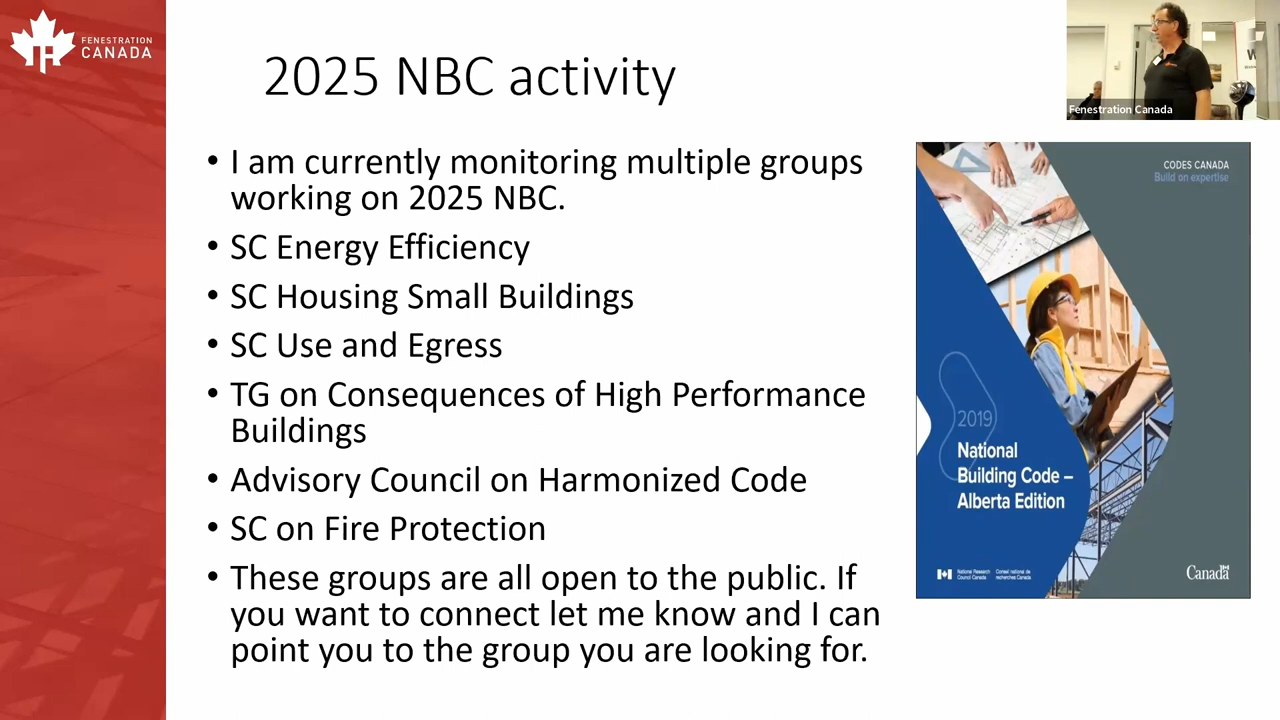 FENESTRATION
CANADA
2025 NBC activity
Fenestration Canada
• I am currently monitoring multiple groups
working on 2025 NBC.
• SC Energy Efficiency
• SC Housing Small Buildings
• SC Use and Egress
• TG on Consequences of High Performance
Buildings
• Advisory Council on Harmonized Code
• SC on Fire Protection
• These groups are all open to the public. If
you want to connect let me know and I can
point you to the group you are looking for.
CODES CANADA
Build on expertise
2019
National
Building Code –
Alberta Edition
National Research
Council Canada
Conseil national de
recherches Canada
Canada